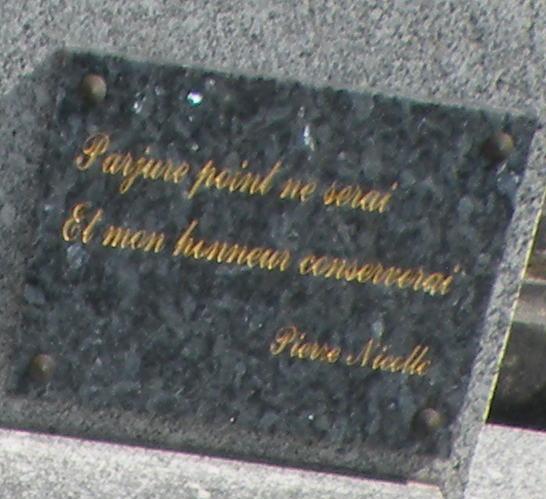 Parjure point ne serai
Et mon honneur conserverai
Pierre Nicolle